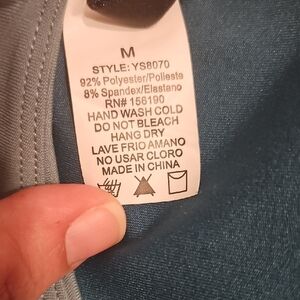 M
STYLE: YS8070
92% Polyester/Poliesta
8% Spandex/Elastano
RN# 156190
HAND WASH COLD
DO NOT BLEACH
HANG DRY
LAVE FRIO AMANO
NO USAR CLORO
MADE IN CHINA